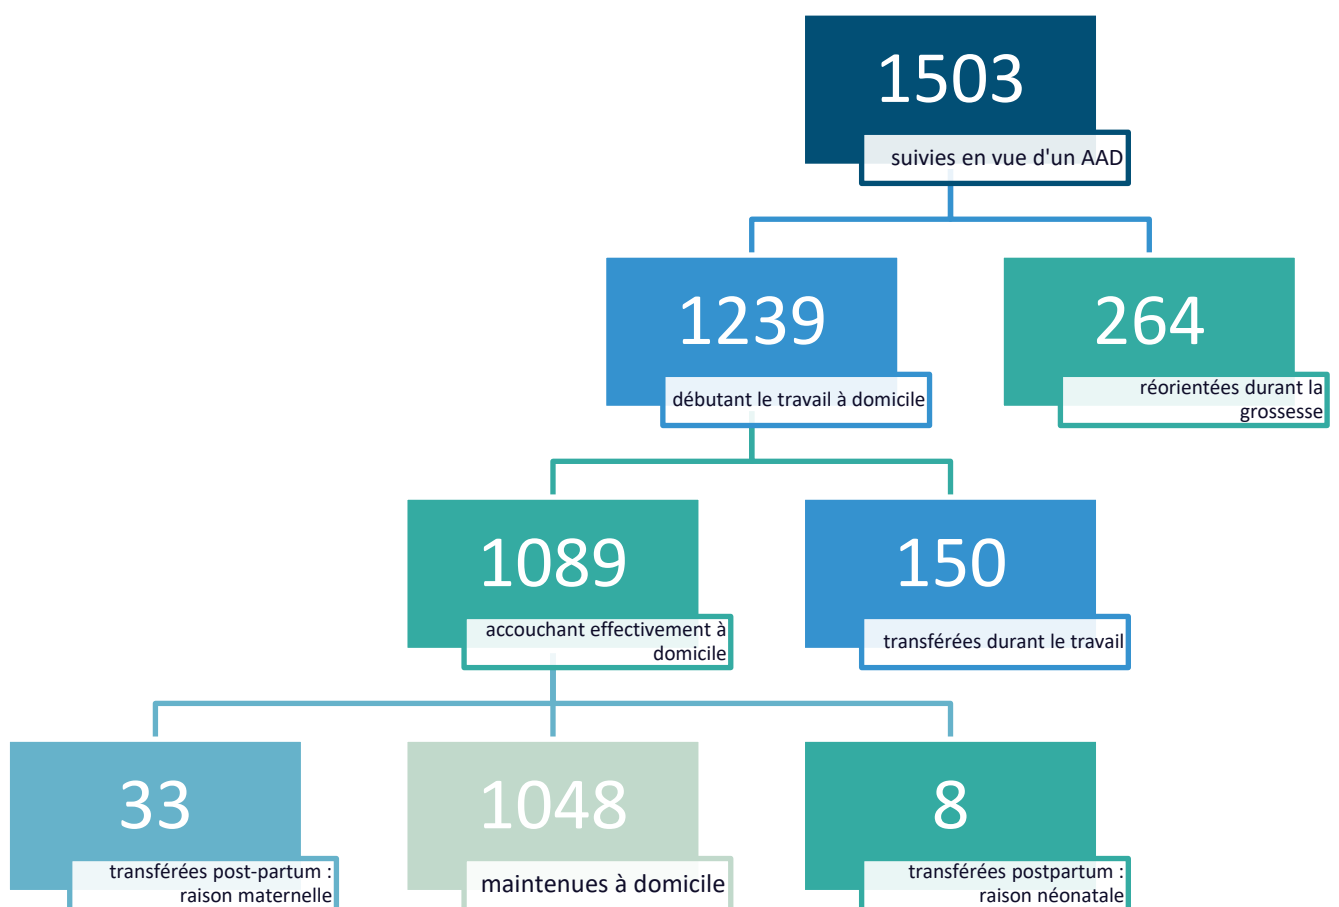 1503
suivies en vue d'un AAD
1239
débutant le travail à domicile
264
réorientées durant la
grossesse
1089
accouchant effectivement à
domicile
150
transférées durant le travail
33
transférées post-partum :
raison maternelle
1048
maintenues à domicile
8
transférées postpartum :
raison néonatale